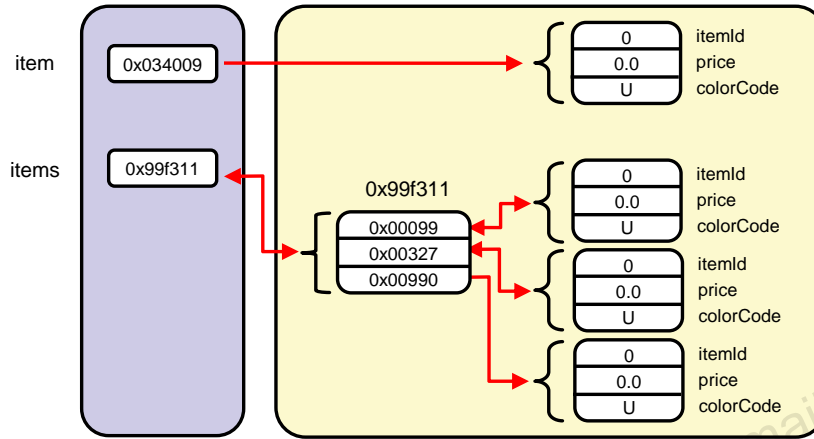 item
0x034009
0
itemId
0.0
price
U
colorCode
items
0x99f311
0x99f311
0x00099
0x00327
0x00990
0
itemId
0.0
price
U
colorCode
0
itemId
0.0
price
U
colorCode
0
itemId
0.0
price
U
colorCode